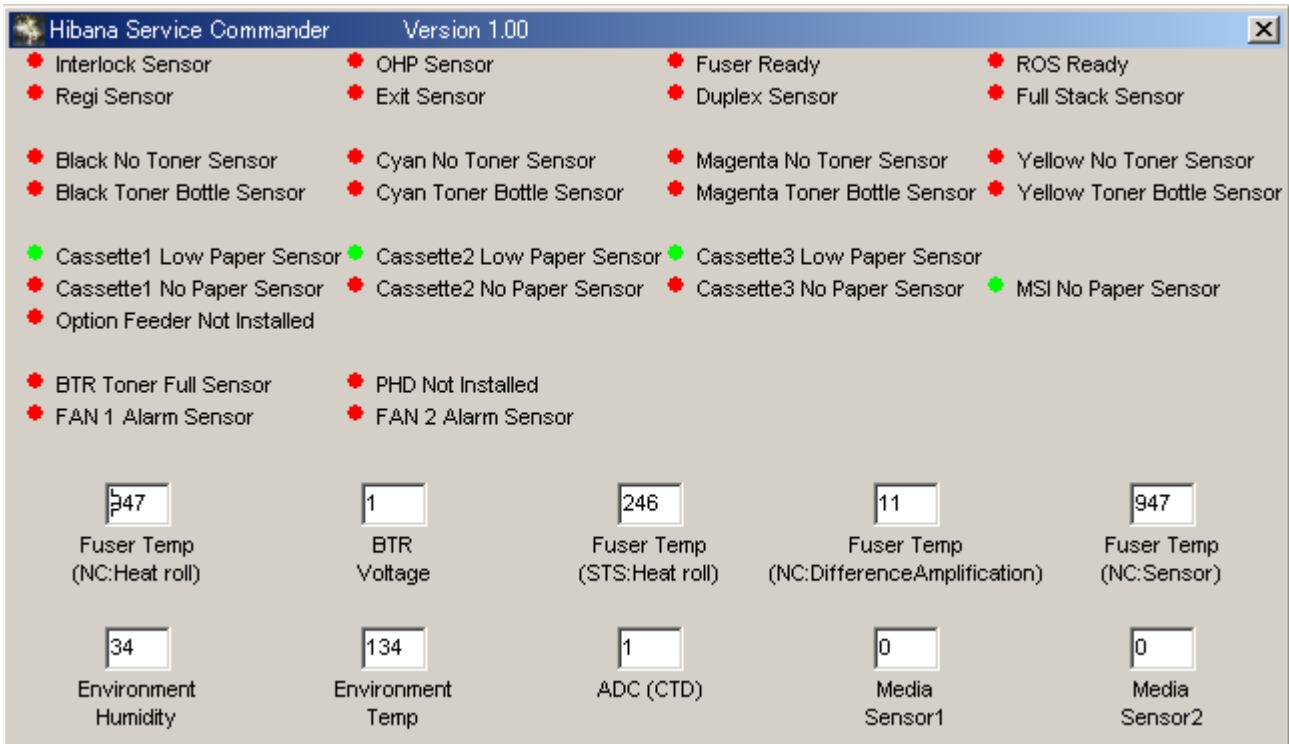 Hibana Service Commander Version 1.00
Interlock Sensor OHP Sensor Fuser Ready ROS Ready
Regi Sensor Exit Sensor Duplex Sensor Full Stack Sensor
Black No Toner Sensor Cyan No Toner Sensor Magenta No Toner Sensor Yellow No Toner Sensor
Black Toner Bottle Sensor Cyan Toner Bottle Sensor Magenta Toner Bottle Sensor Yellow Toner Bottle Sensor
Cassette1 Low Paper Sensor Cassette2 Low Paper Sensor Cassette3 Low Paper Sensor
Cassette1 No Paper Sensor Cassette2 No Paper Sensor Cassette3 No Paper Sensor MSI No Paper Sensor
Option Feeder Not Installed
BTR Toner Full Sensor PHD Not Installed
FAN 1 Alarm Sensor FAN 2 Alarm Sensor
947 1 246 11 947
Fuser Temp BTR Fuser Temp Fuser Temp Fuser Temp
(NC:Heat roll) Voltage (STS:Heat roll) (NC:DifferenceAmplification) (NC:Sensor)
34 134 1 0 0
Environment Environment ADC (CTD) Media Media
Humidity Temp Sensor1 Sensor2